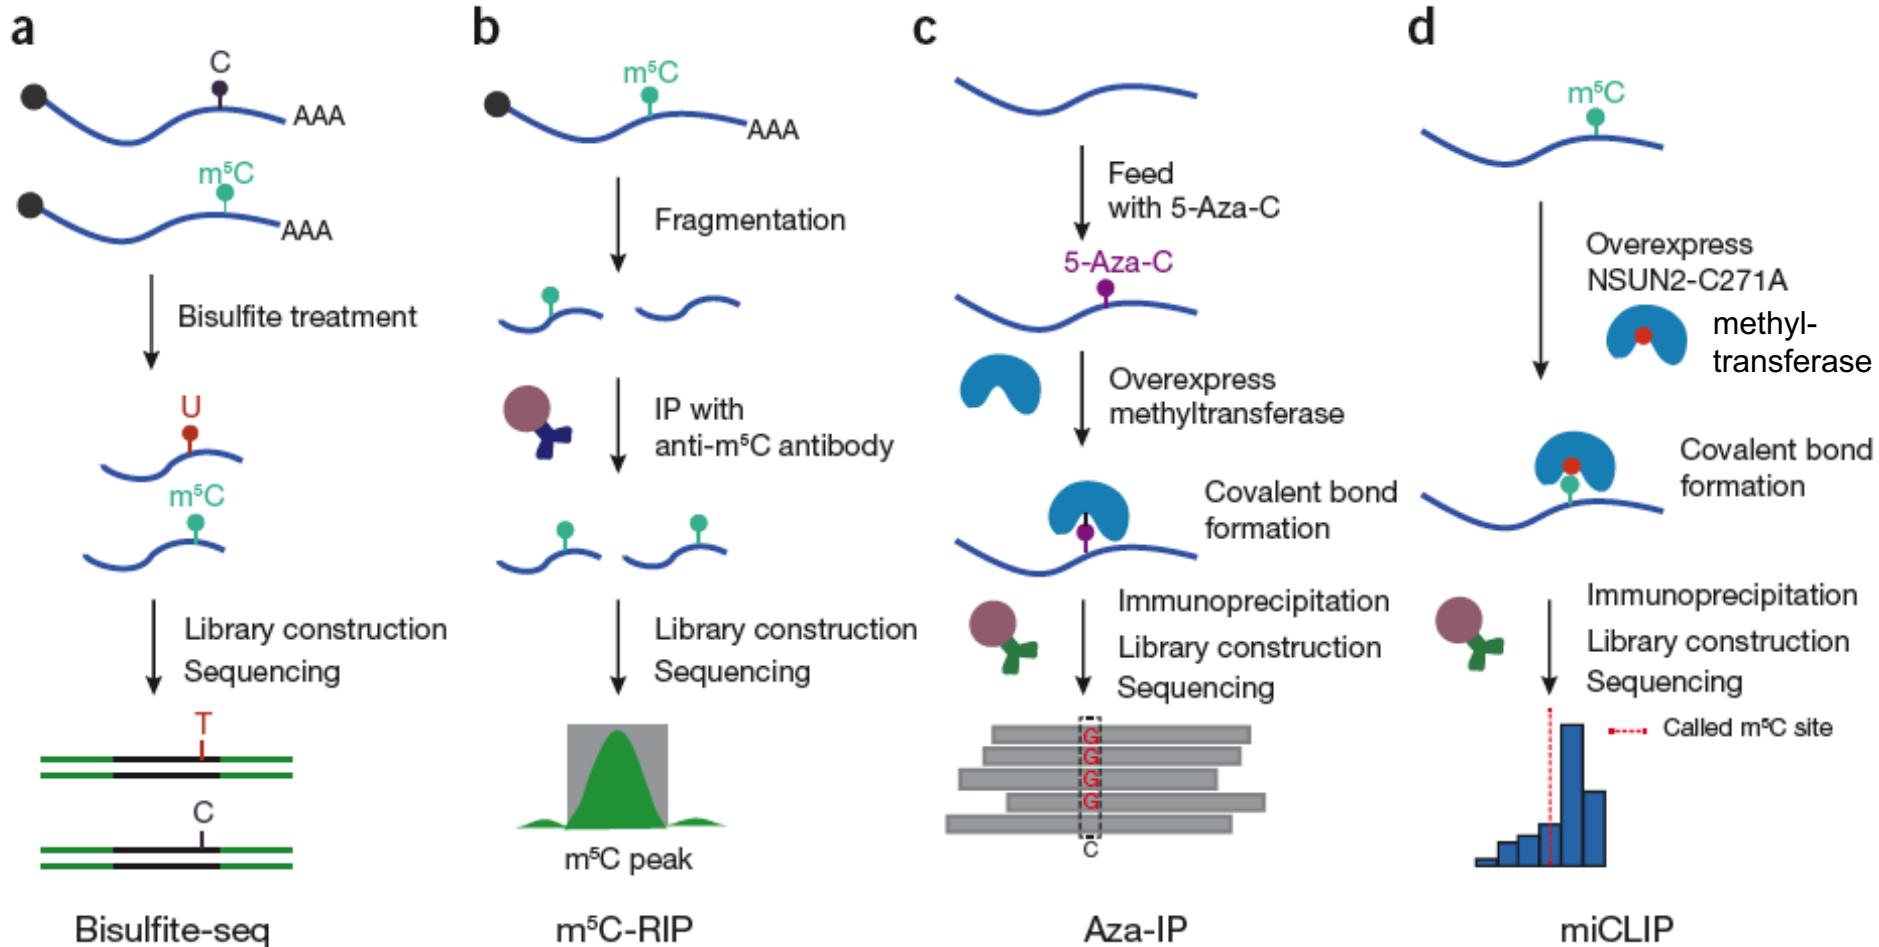 a
C
AAA
m⁵C
AAA
Bisulfite treatment
U
m⁵C
Library construction
Sequencing
T
C
Bisulfite-seq
b
m⁵C
AAA
Fragmentation
IP with
anti-m⁵C antibody
Library construction
Sequencing
m⁵C peak
m⁵C-RIP
c
Feed
with 5-Aza-C
5-Aza-C
Overexpress
methyltransferase
Covalent bond
formation
Immunoprecipitation
Library construction
Sequencing
G
G
G
G
C
Aza-IP
d
m⁵C
Overexpress
NSUN2-C271A
methyl-
transferase
Covalent bond
formation
Immunoprecipitation
Library construction
Sequencing
Called m⁵C site
miCLIP